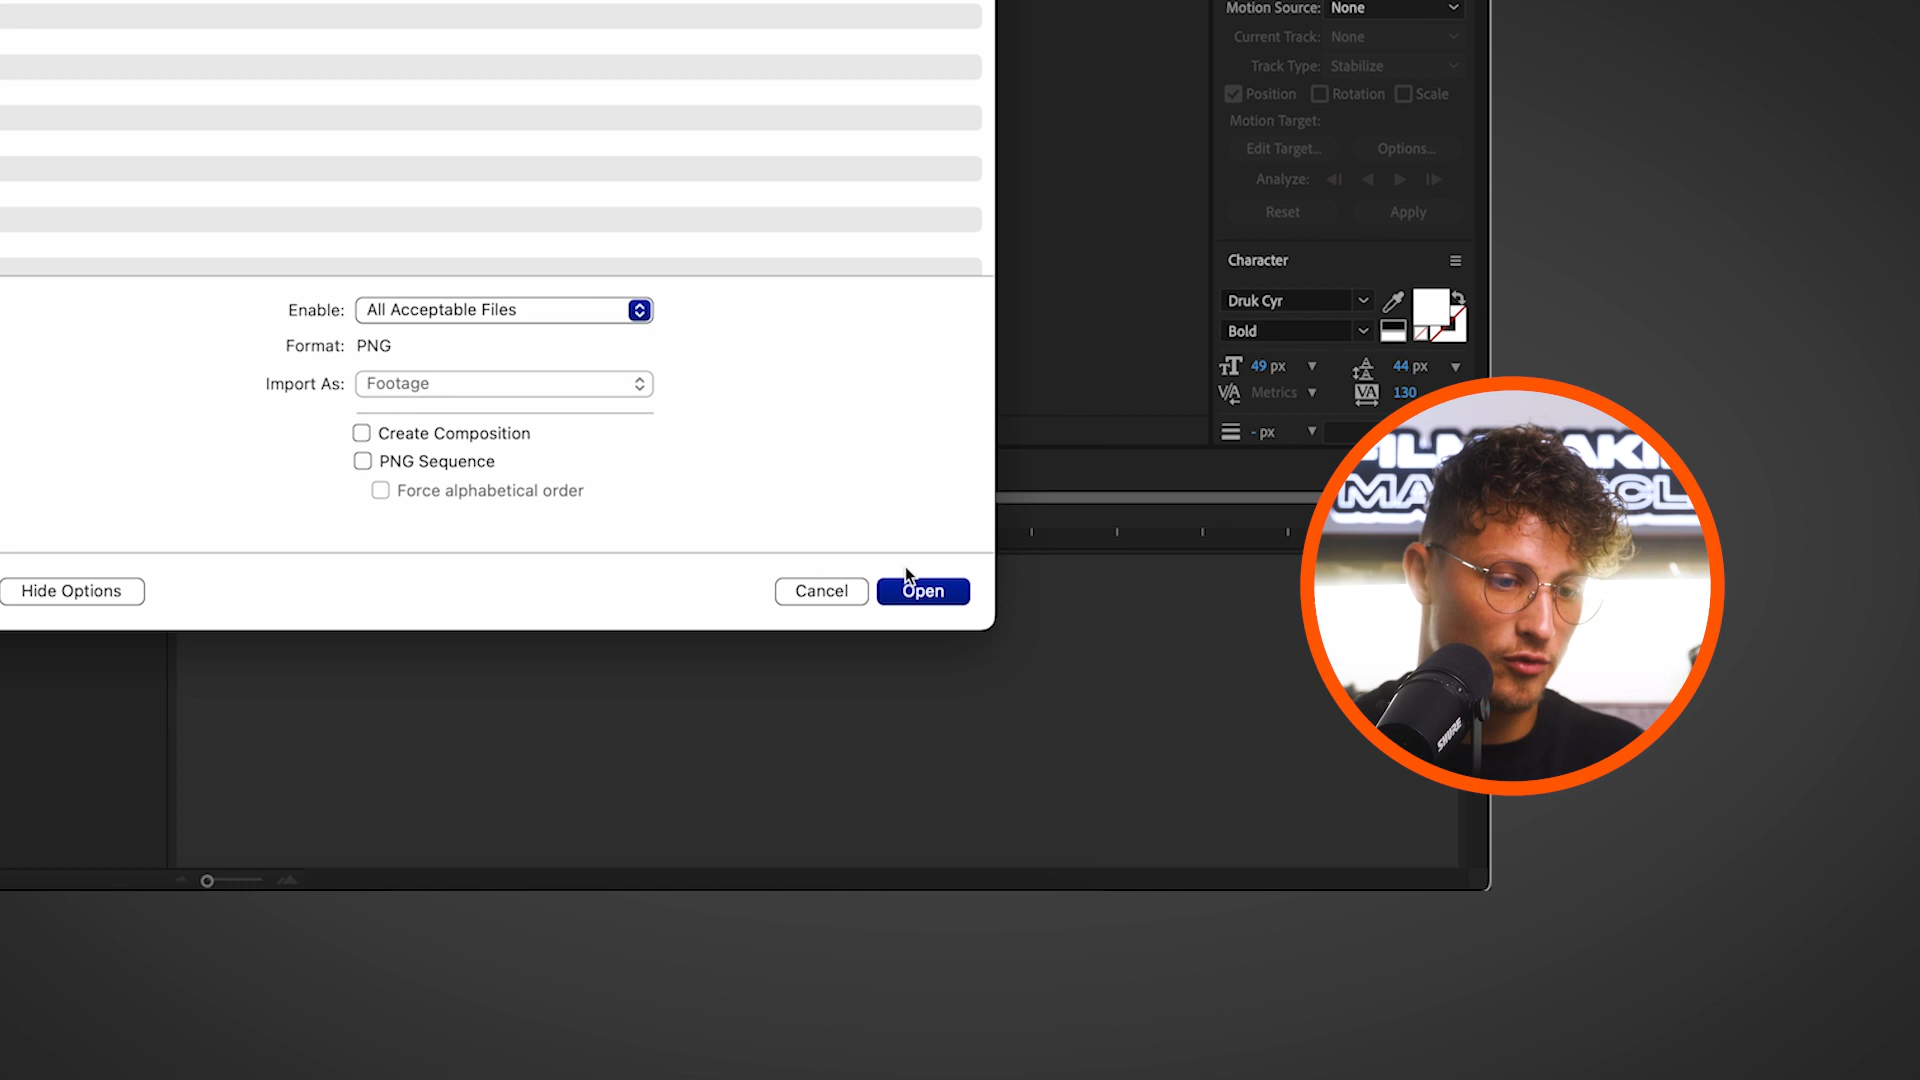 Motion Source: None
Current Track: None
Track Type: Stabilize
Position Rotation Scale
Motion Target:
Edit Target... Options...
Analyze:
Reset Apply
Character
Druk Cyr
Bold
49 px 44 px
Metrics 130
- px
Enable: All Acceptable Files
Format: PNG
Import As: Footage
Create Composition
PNG Sequence
Force alphabetical order
Hide Options Cancel Open
SHURE